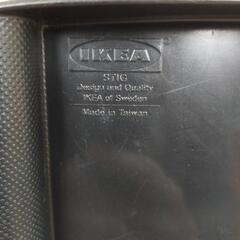 IKEA
STIG
Design and Quality
IKEA of Sweden
Made in Taiwan